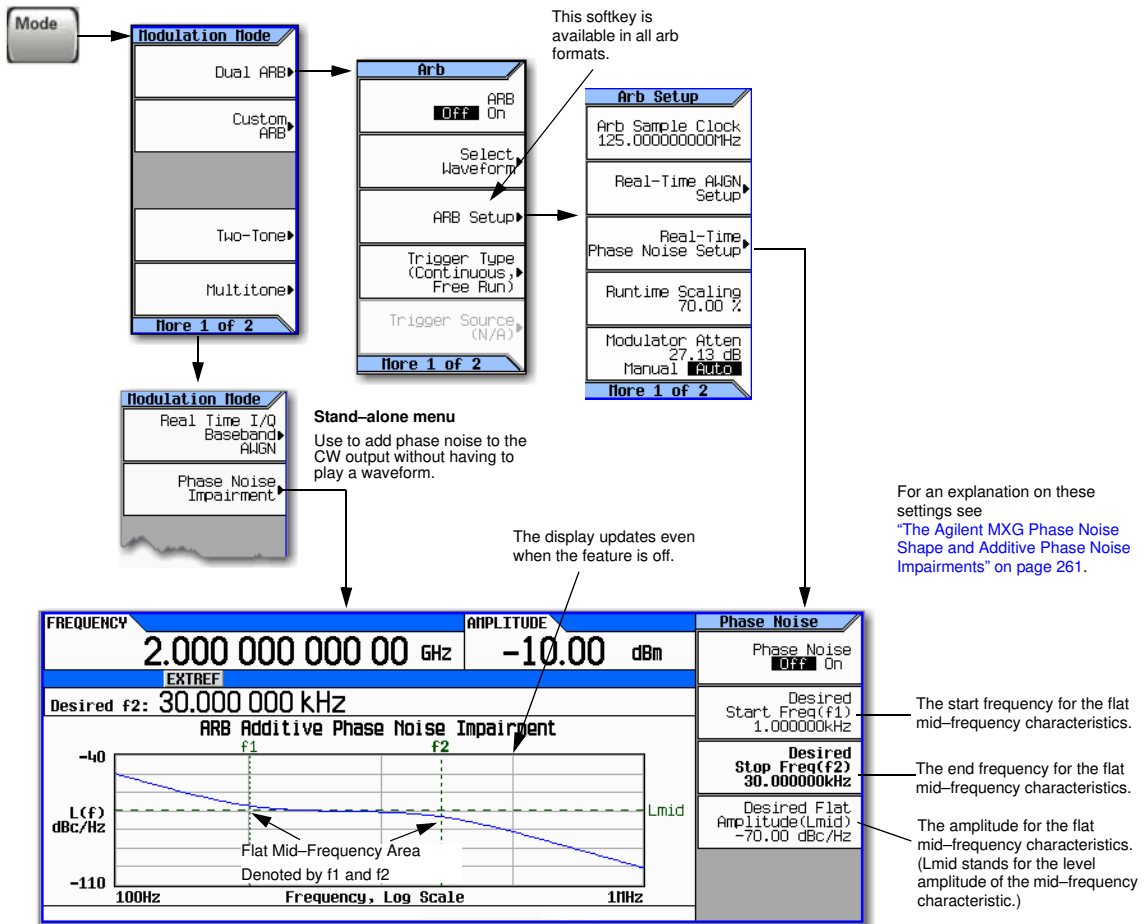 Mode
Modulation Mode
Dual ARB
Custom
ARB
Two-Tone
Multitone
More 1 of 2
Arb
ARB
Off On
Select
Waveform
ARB Setup
Trigger Type
(Continuous,
Free Run)
Trigger Source
(N/A)
More 1 of 2
This softkey is
available in all arb
formats.
Arb Setup
Arb Sample Clock
125.000000000MHz
Real-Time AWGN
Setup
Real-Time
Phase Noise Setup
Runtime Scaling
70.00 %
Modulator Atten
27.13 dB
Manual Auto
More 1 of 2
Modulation Mode
Real Time I/Q
Baseband
AWGN
Phase Noise
Impairment
Stand–alone menu
Use to add phase noise to the
CW output without having to
play a waveform.
The display updates even
when the feature is off.
For an explanation on these
settings see
“The Agilent MXG Phase Noise
Shape and Additive Phase Noise
Impairments” on page 261.
FREQUENCY
2.000 000 000 00 GHz
AMPLITUDE
-10.00 dBm
EXTREF
Desired f2: 30.000 000 kHz
ARB Additive Phase Noise Impairment
f1 f2
-40
L(f)
dBc/Hz
Lmid
-110
Flat Mid–Frequency Area
Denoted by f1 and f2
100Hz Frequency, Log Scale 1MHz
Phase Noise
Phase Noise
Off On
Desired
Start Freq(f1)
1.000000kHz
Desired
Stop Freq(f2)
30.000000kHz
Desired Flat
Amplitude(Lmid)
-70.00 dBc/Hz
The start frequency for the flat
mid–frequency characteristics.
The end frequency for the flat
mid–frequency characteristics.
The amplitude for the flat
mid–frequency characteristics.
(Lmid stands for the level
amplitude of the mid–frequency
characteristic.)